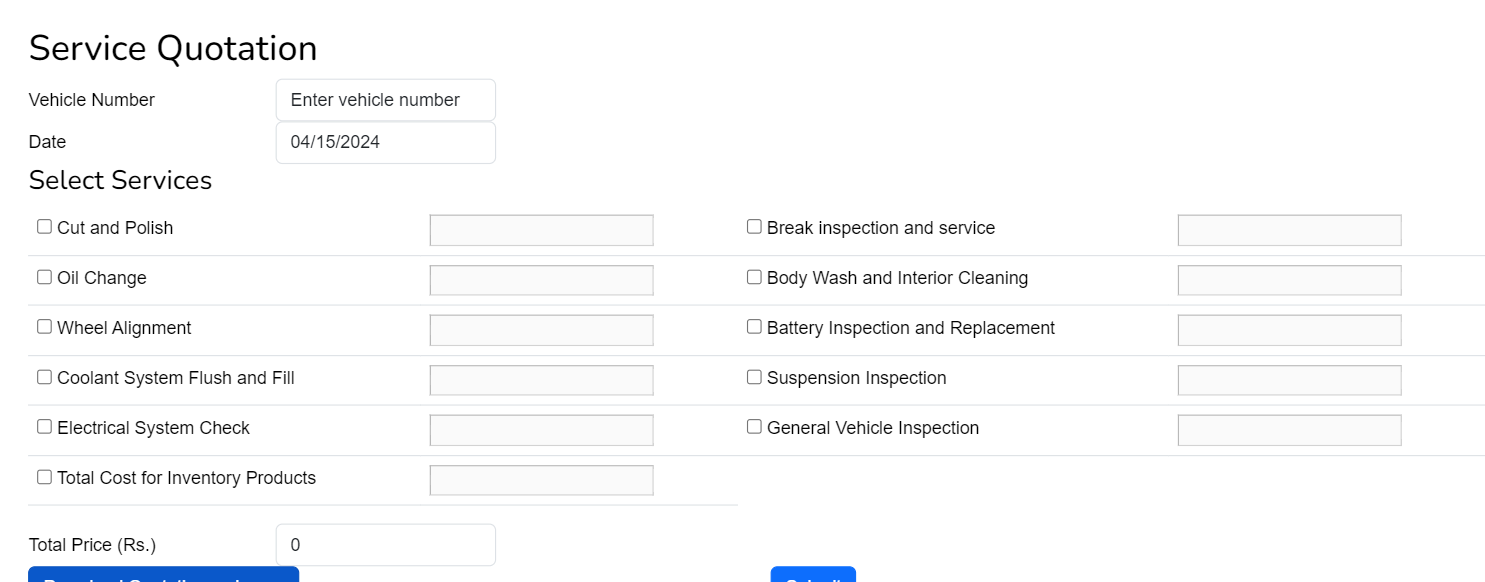 Service Quotation
Vehicle Number Enter vehicle number
Date 04/15/2024
Select Services
Cut and Polish Break inspection and service
Oil Change Body Wash and Interior Cleaning
Wheel Alignment Battery Inspection and Replacement
Coolant System Flush and Fill Suspension Inspection
Electrical System Check General Vehicle Inspection
Total Cost for Inventory Products
Total Price (Rs.) 0